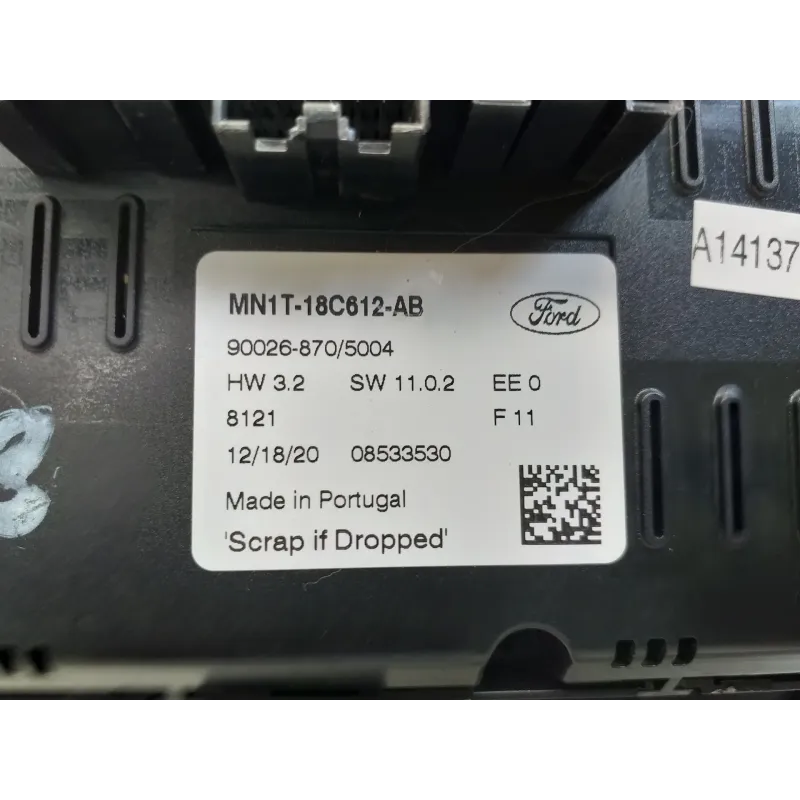 MN1T-18C612-AB
Ford
90026-870/5004
HW 3.2 SW 11.0.2 EE 0
8121 F 11
12/18/20 08533530
Made in Portugal
'Scrap if Dropped'
A14137